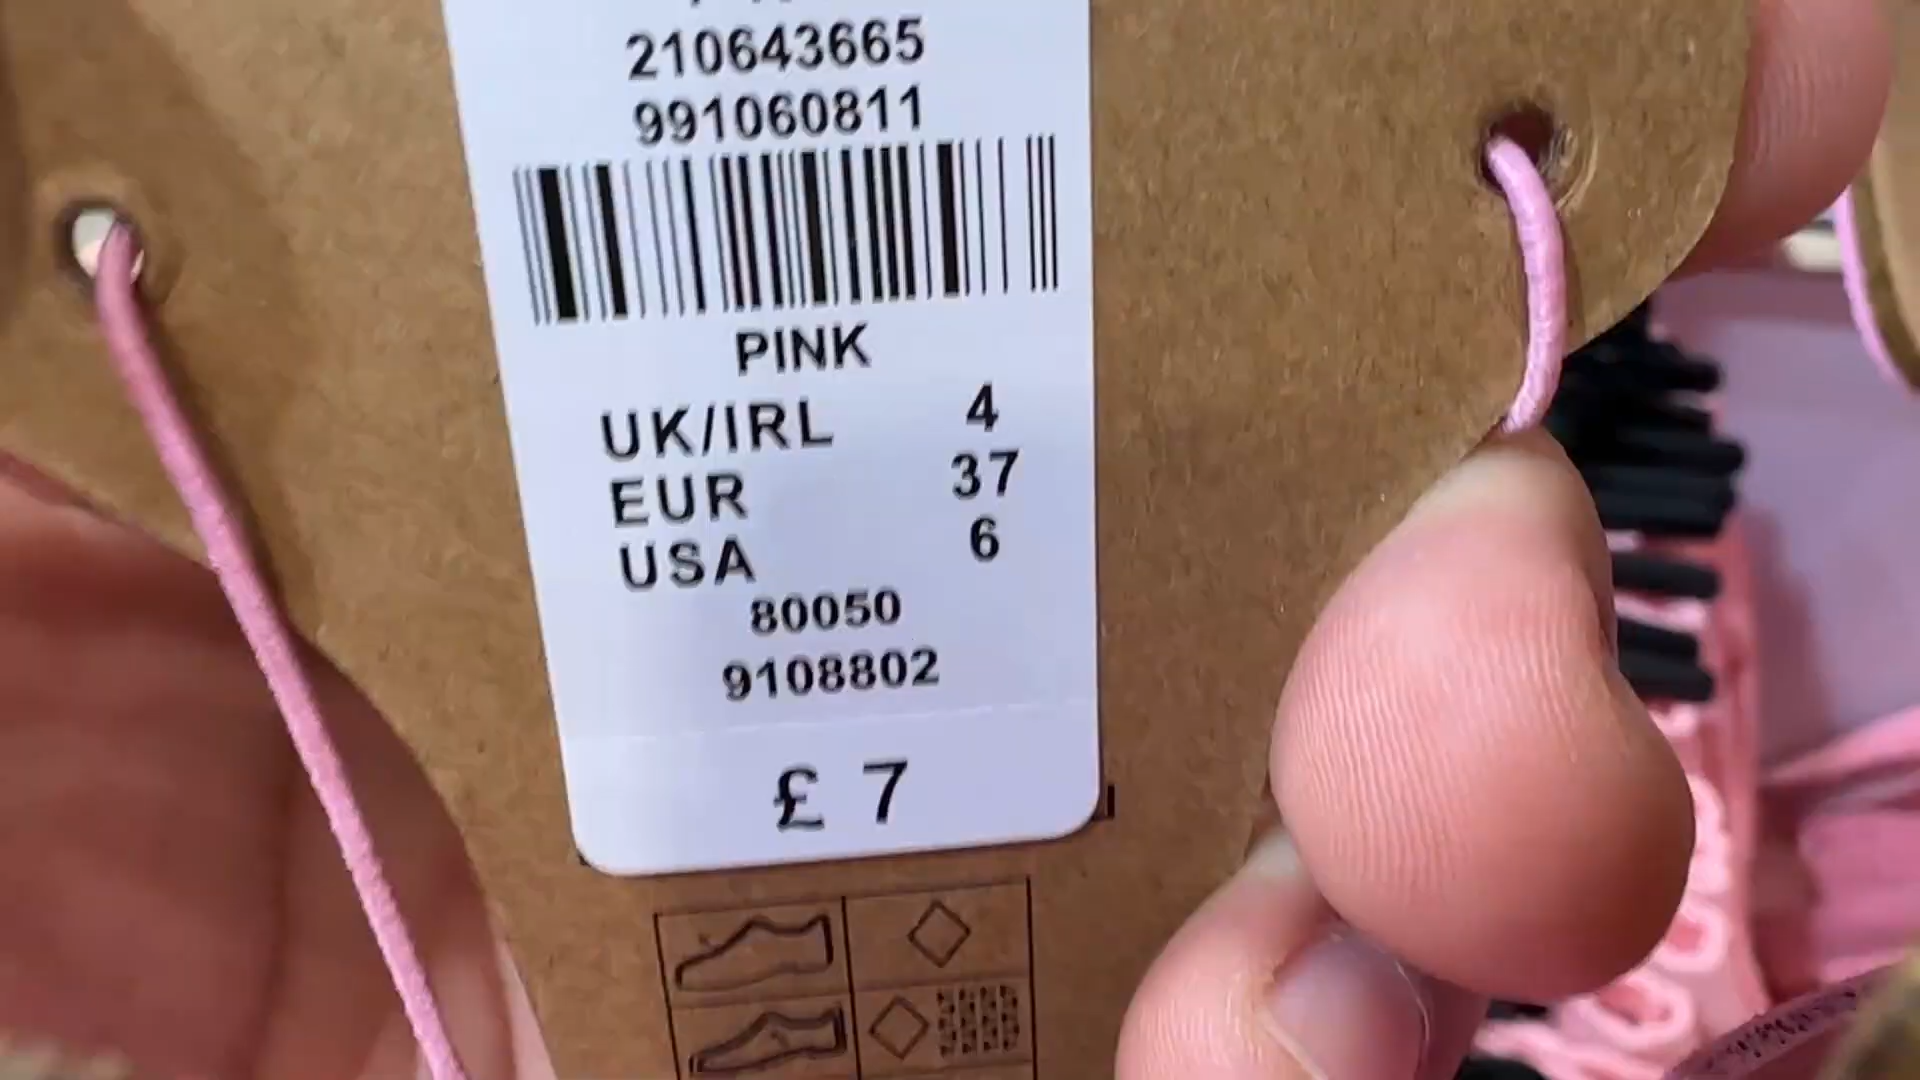 210643665
991060811
PINK
UK/IRL 4
EUR 37
USA 6
80050
9108802
£ 7